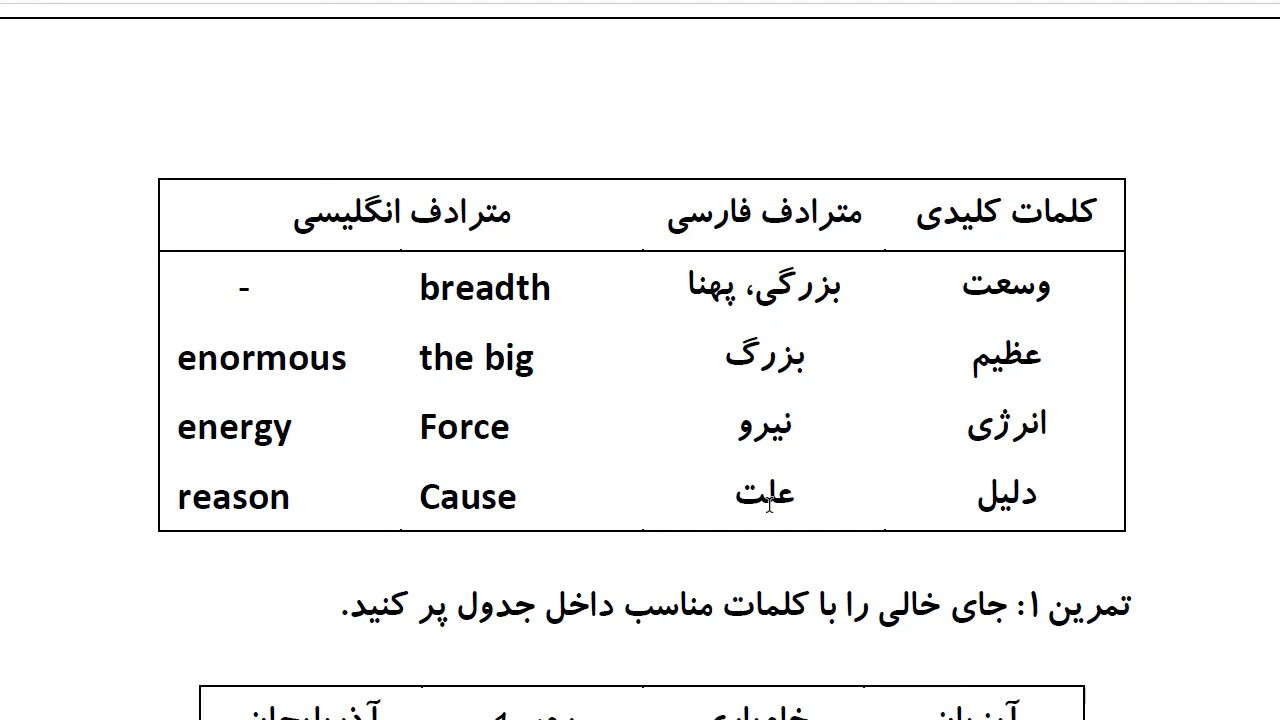 کلمات کلیدی مترادف فارسی مترادف انگلیسی
وسعت بزرگی، پهنا breadth -
عظیم بزرگ the big enormous
انرژی نیرو Force energy
دلیل علت Cause reason
تمرین ۱: جای خالی را با کلمات مناسب داخل جدول پر کنید.